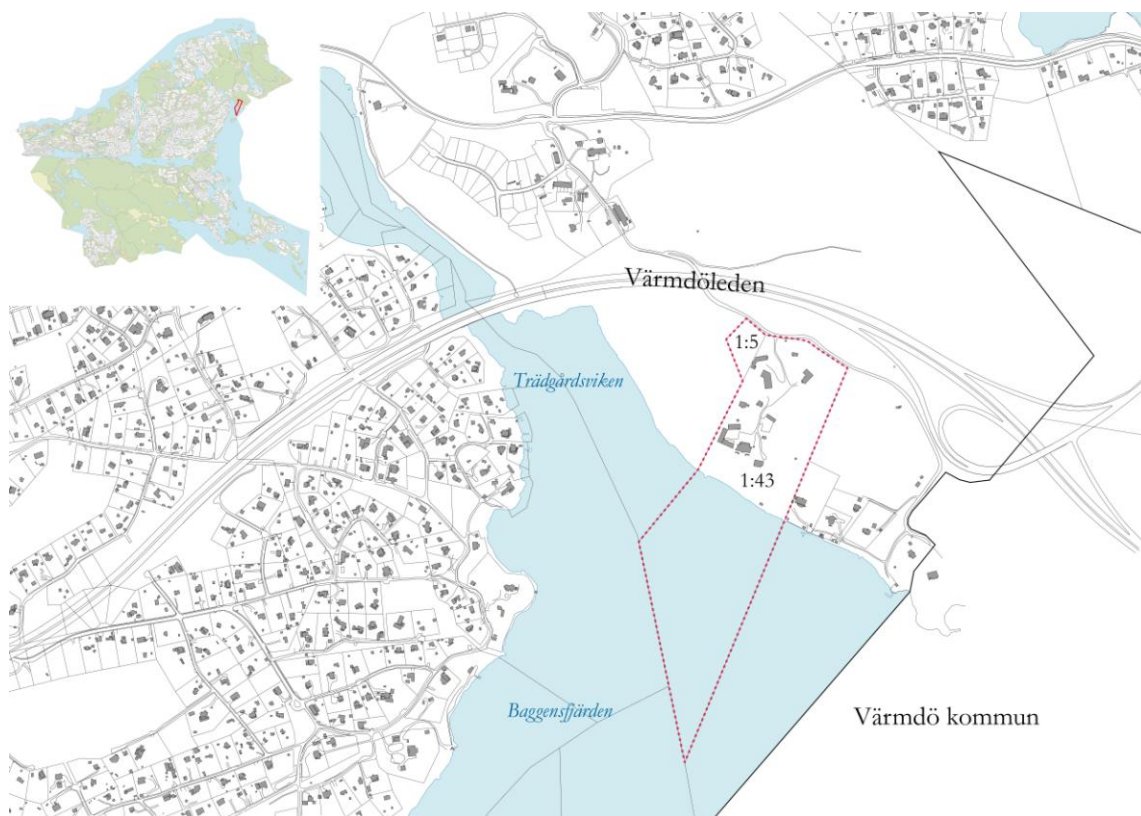 Värmdöleden
1:5
Trädgårdsviken
1:43
Baggensfjärden
Värmdö kommun